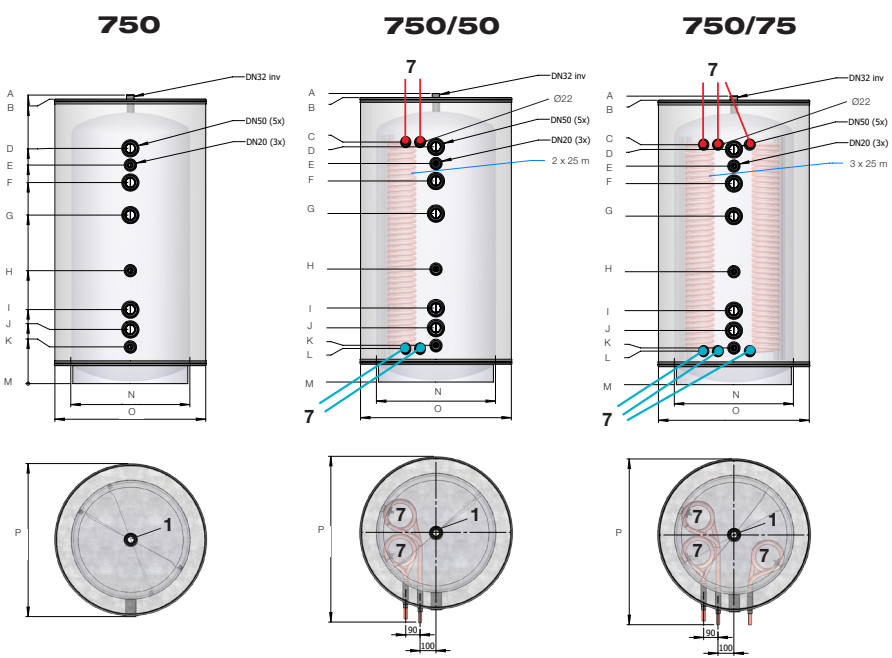 750
750/50
750/75
7
7
A
B
D
E
F
G
H
I
J
K
M
DN32 inv
DN50 (5x)
DN20 (3x)
N
O
A
B
C
D
E
F
G
H
I
J
K
L
M
DN32 inv
Ø22
DN50 (5x)
DN20 (3x)
2 x 25 m
N
O
7
A
B
C
D
E
F
G
H
I
J
K
L
M
DN32 inv
Ø22
DN50 (5x)
DN20 (3x)
3 x 25 m
N
O
7
P
1
P
7
7
1
90
100
P
7
7
1
7
90
100